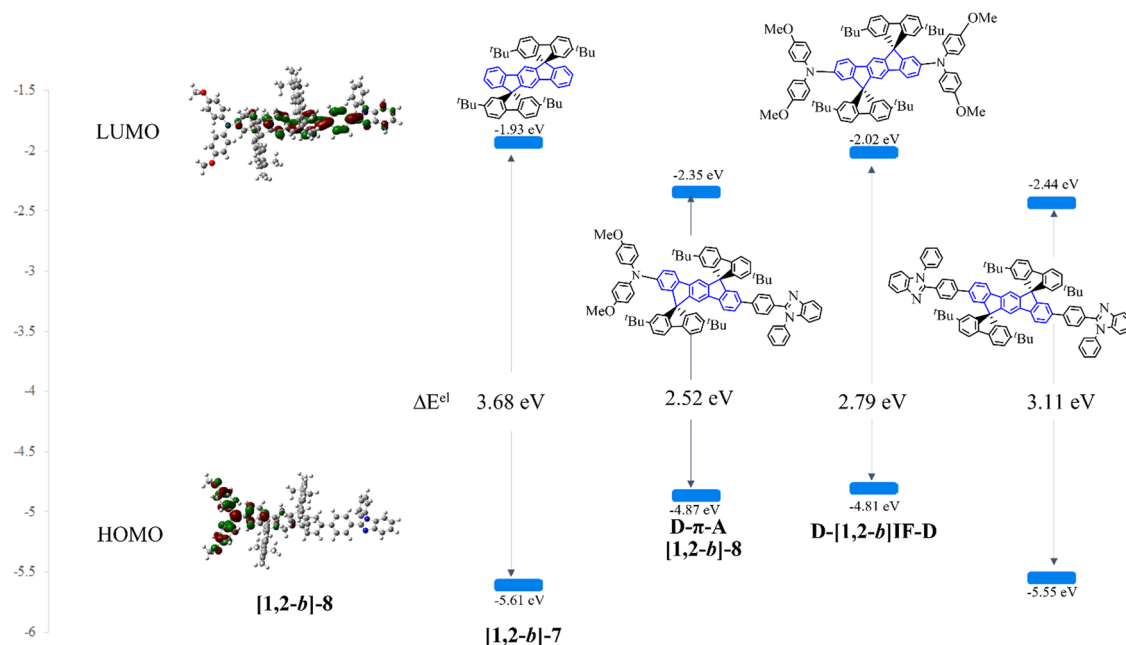 -1.5
-2
-2.5
-3
-3.5
-4
-4.5
-5
-5.5
-6
LUMO
HOMO
[1,2-b]-8
ᵗBu
ᵗBu
ᵗBu
ᵗBu
-1.93 eV
ΔEᵉˡ
3.68 eV
-5.61 eV
[1,2-b]-7
-2.35 eV
MeO
N
MeO
ᵗBu
ᵗBu
ᵗBu
ᵗBu
N
N
2.52 eV
-4.87 eV
D-π-A
[1,2-b]-8
MeO
OMe
ᵗBu
ᵗBu
N
N
MeO
ᵗBu
ᵗBu
OMe
-2.02 eV
2.79 eV
-4.81 eV
D-[1,2-b]IF-D
-2.44 eV
N
N
ᵗBu
ᵗBu
ᵗBu
ᵗBu
N
N
3.11 eV
-5.55 eV